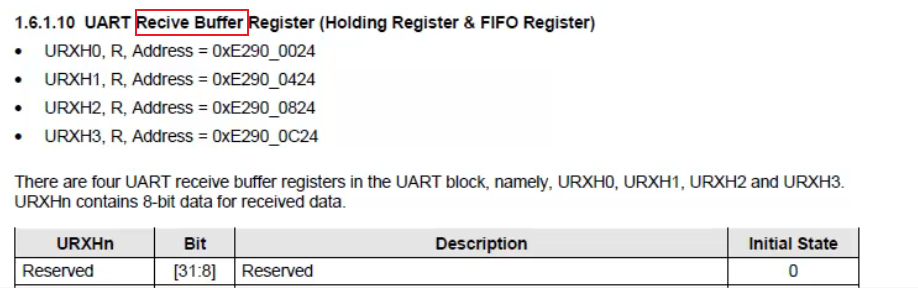 1.6.1.10 UART Recive Buffer Register (Holding Register & FIFO Register)
• URXH0, R, Address = 0xE290_0024
• URXH1, R, Address = 0xE290_0424
• URXH2, R, Address = 0xE290_0824
• URXH3, R, Address = 0xE290_0C24
There are four UART receive buffer registers in the UART block, namely, URXH0, URXH1, URXH2 and URXH3.
URXHn contains 8-bit data for received data.
URXHn Bit Description Initial State
Reserved [31:8] Reserved 0